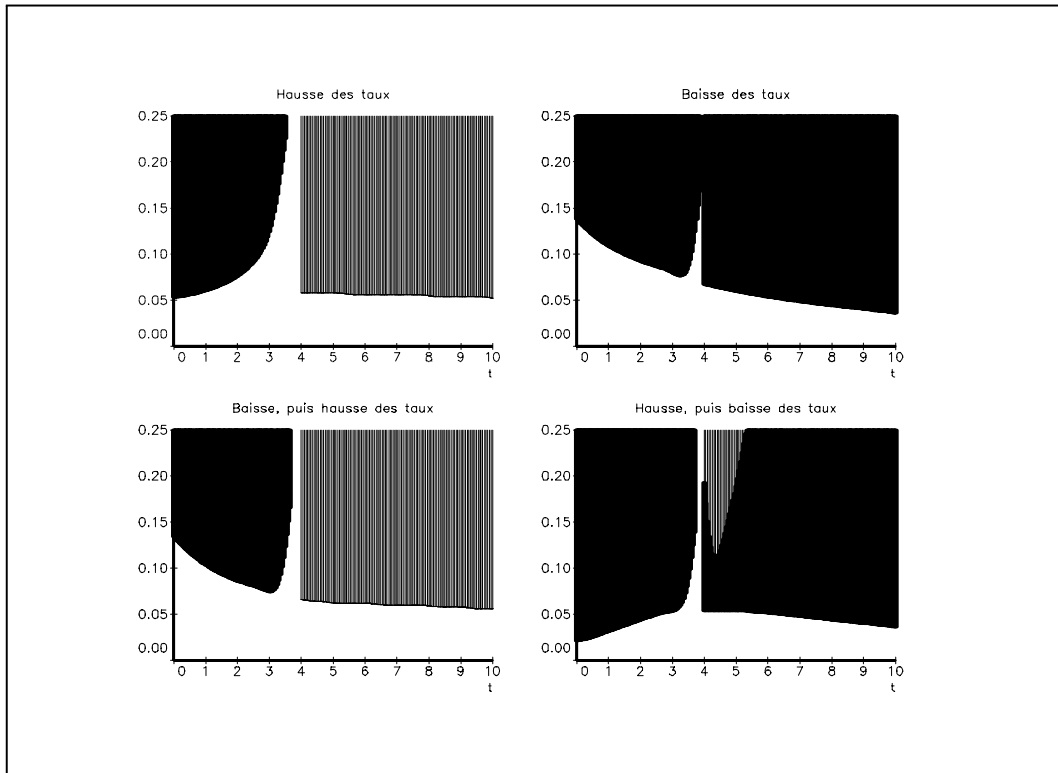 Hausse des taux
0.25
0.20
0.15
0.10
0.05
0.00
0 1 2 3 4 5 6 7 8 9 10
t
Baisse des taux
0.25
0.20
0.15
0.10
0.05
0.00
0 1 2 3 4 5 6 7 8 9 10
t
Baisse, puis hausse des taux
0.25
0.20
0.15
0.10
0.05
0.00
0 1 2 3 4 5 6 7 8 9 10
t
Hausse, puis baisse des taux
0.25
0.20
0.15
0.10
0.05
0.00
0 1 2 3 4 5 6 7 8 9 10
t